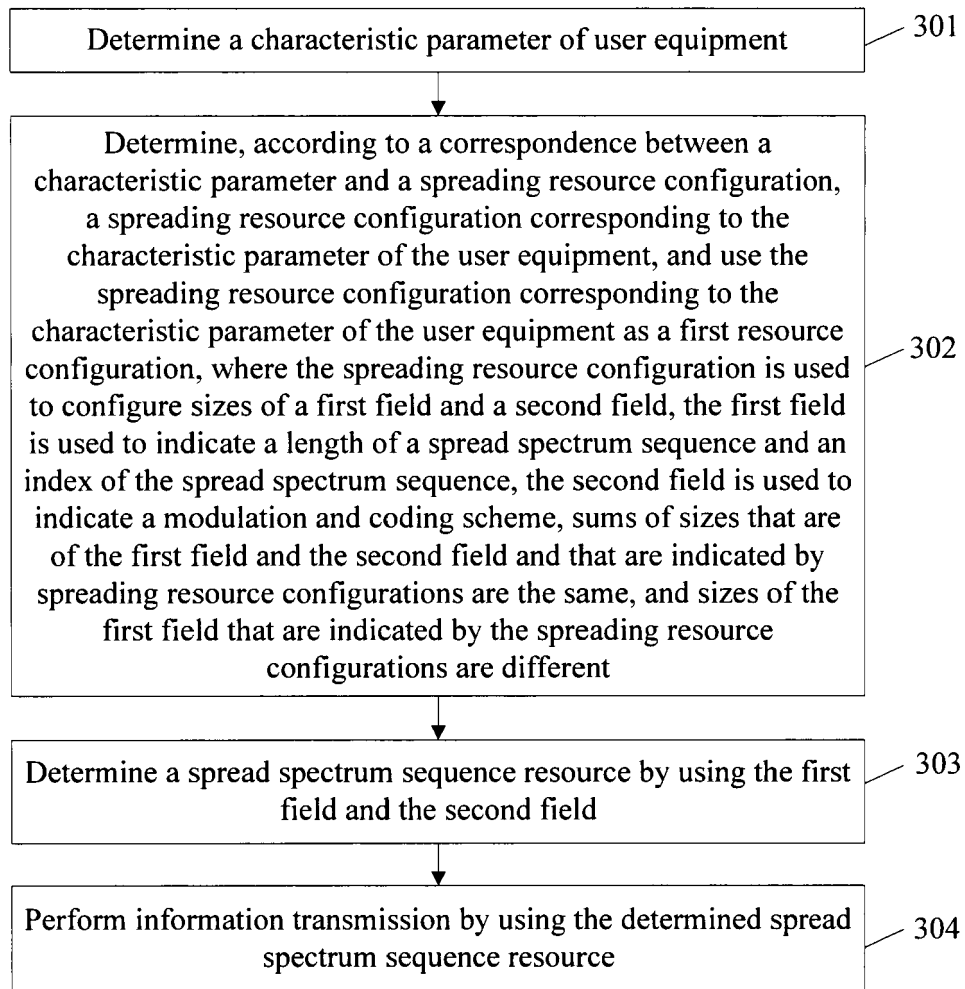 Determine a characteristic parameter of user equipment
301
Determine, according to a correspondence between a
characteristic parameter and a spreading resource configuration,
a spreading resource configuration corresponding to the
characteristic parameter of the user equipment, and use the
spreading resource configuration corresponding to the
characteristic parameter of the user equipment as a first resource
configuration, where the spreading resource configuration is used
to configure sizes of a first field and a second field, the first field
is used to indicate a length of a spread spectrum sequence and an
index of the spread spectrum sequence, the second field is used to
indicate a modulation and coding scheme, sums of sizes that are
of the first field and the second field and that are indicated by
spreading resource configurations are the same, and sizes of the
first field that are indicated by the spreading resource
configurations are different
302
Determine a spread spectrum sequence resource by using the first
field and the second field
303
Perform information transmission by using the determined spread
spectrum sequence resource
304